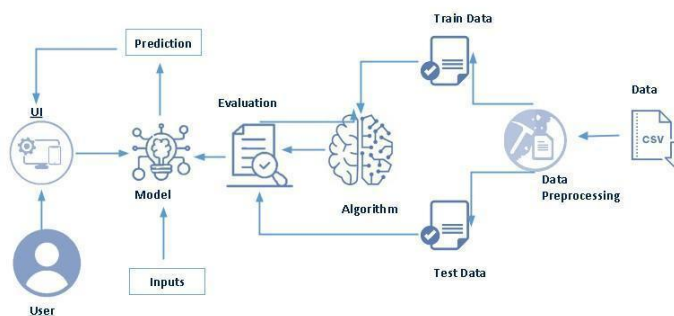 Train Data
Prediction
Data
Evaluation
UI
CSV
Model
Algorithm
Data
Preprocessing
Test Data
Inputs
User